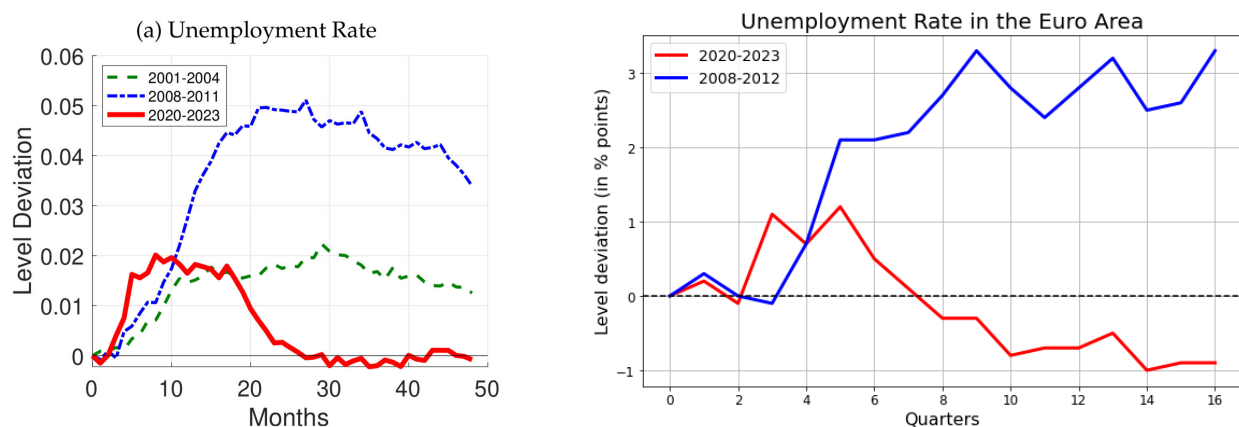 (a) Unemployment Rate
0.06
0.05
0.04
0.03
0.02
0.01
0
Level Deviation
2001-2004
2008-2011
2020-2023
0 10 20 30 40 50
Months
Unemployment Rate in the Euro Area
3
2
1
0
−1
Level deviation (in % points)
2020-2023
2008-2012
0 2 4 6 8 10 12 14 16
Quarters